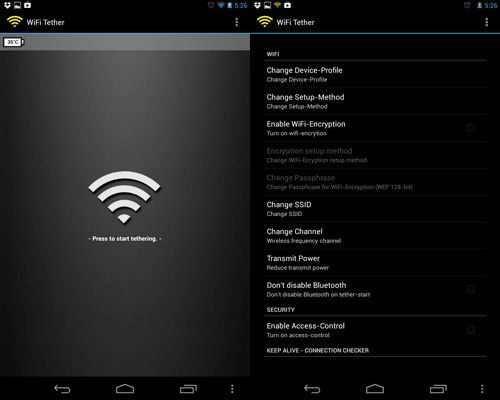 5:26
WiFi Tether
35°C
- Press to start tethering. -
5:26
WiFi Tether
WIFI
Change Device-Profile
Change Device-Profile
Change Setup-Method
Change Setup-Method
Enable WiFi-Encryption
Turn on wifi-encrytion
Encryption setup method
Change WiFi-Ecryption setup method
Change Passphrase
Change Passphrase for WiFi-Encryption (WEP 128-bit)
Change SSID
Change SSID
Change Channel
Wireless frequency channel
Transmit Power
Reduce transmit power
Don't disable Bluetooth
Don't disable Bluetooth on tether-start
SECURITY
Enable Access-Control
Turn on access-control
KEEP ALIVE - CONNECTION CHECKER